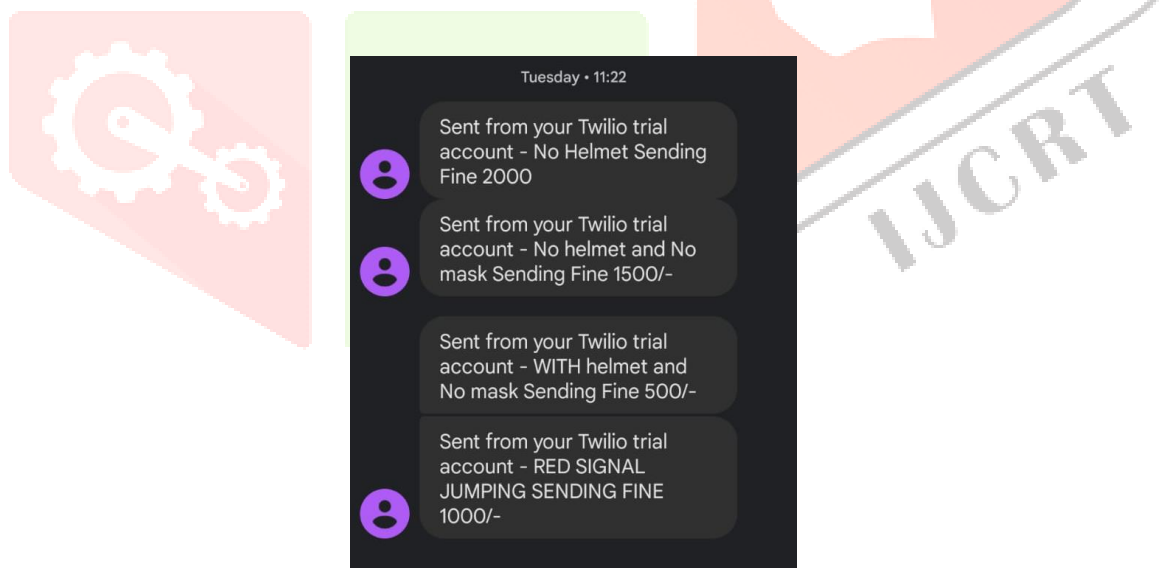 Tuesday • 11:22
Sent from your Twilio trial
account - No Helmet Sending
Fine 2000
Sent from your Twilio trial
account - No helmet and No
mask Sending Fine 1500/-
Sent from your Twilio trial
account - WITH helmet and
No mask Sending Fine 500/-
Sent from your Twilio trial
account - RED SIGNAL
JUMPING SENDING FINE
1000/-
IJCRT